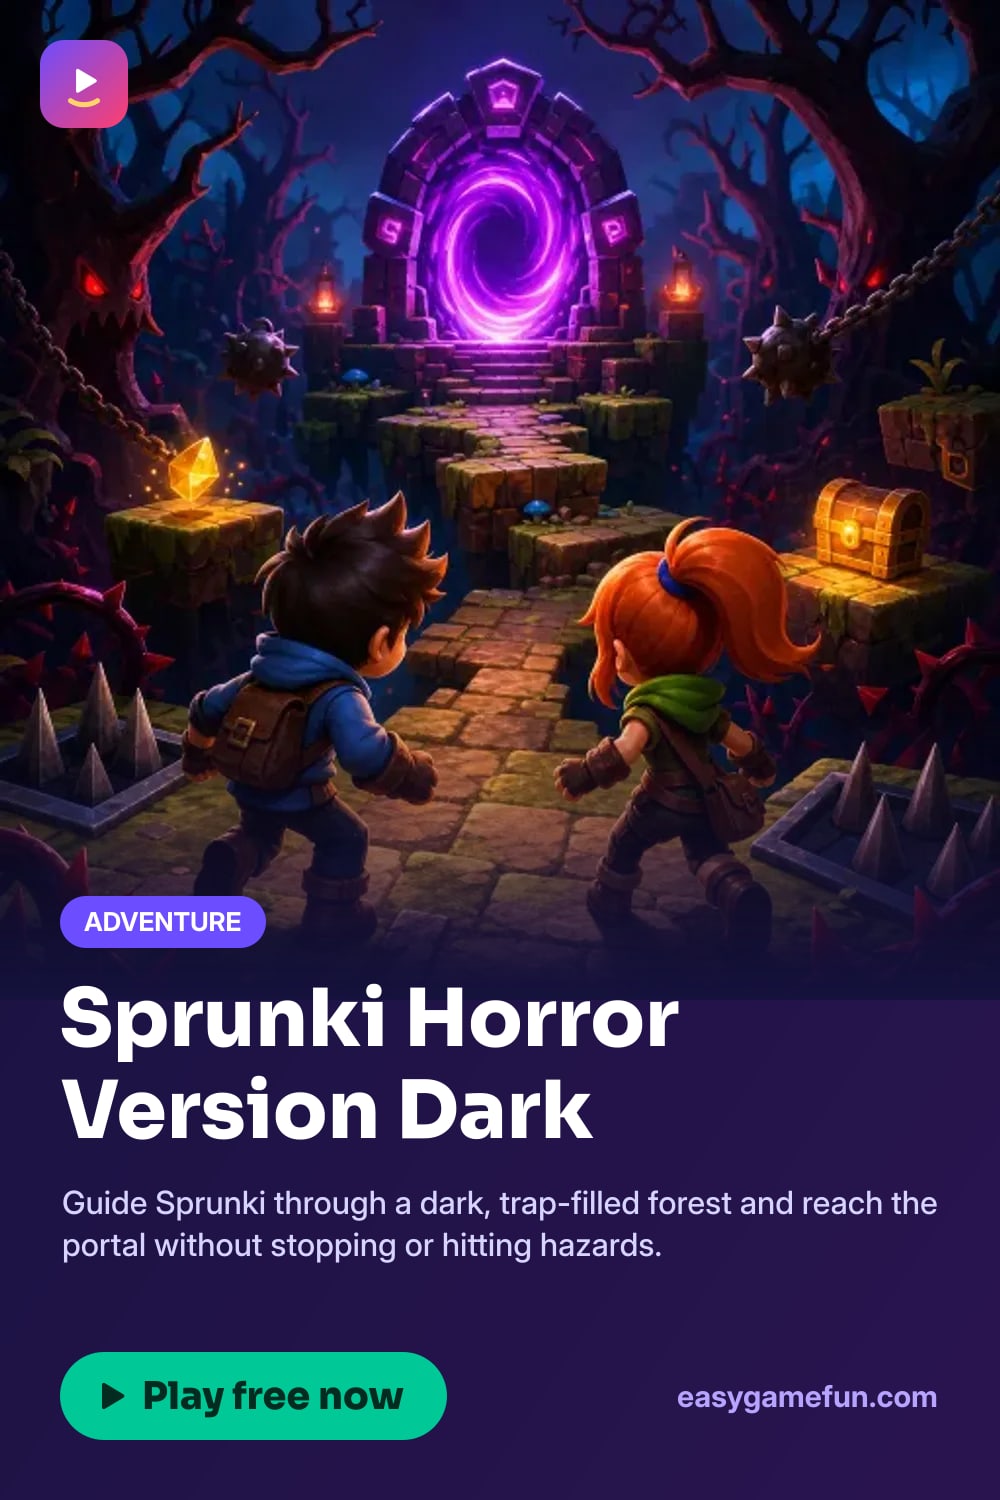 ADVENTURE
Sprunki Horror
Version Dark
Guide Sprunki through a dark, trap-filled forest and reach the
portal without stopping or hitting hazards.
Play free now
easygamefun.com